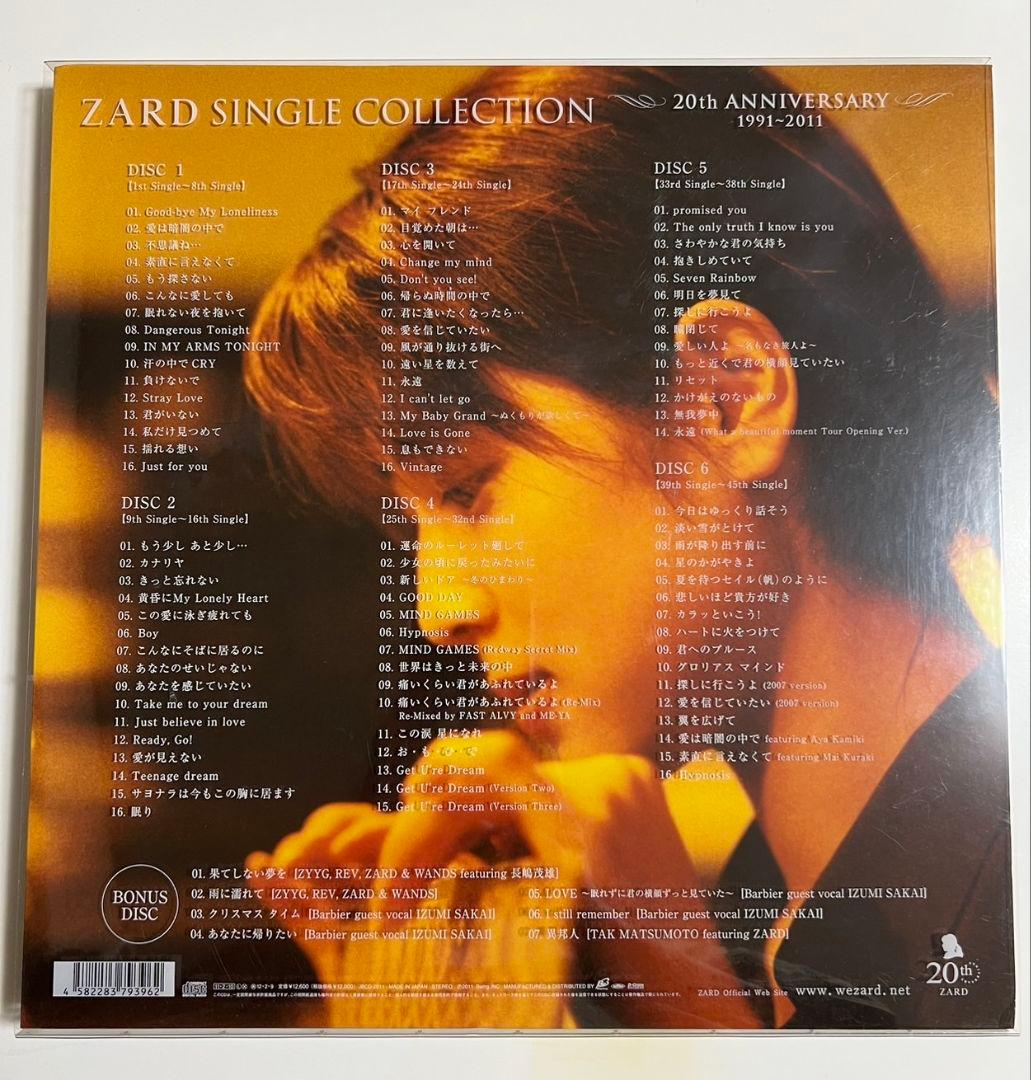 ZARD SINGLE COLLECTION
20th ANNIVERSARY
1991~2011
DISC 1
【1st Single~8th Single】
01. Good-bye My Loneliness
02. 愛は暗闇の中で
03. 不思議ね…
04. 素直に言えなくて
05. もう探さない
06. こんなに愛しても
07. 眠れない夜を抱いて
08. Dangerous Tonight
09. IN MY ARMS TONIGHT
10. 汗の中でCRY
11. 負けないで
12. Stray Love
13. 君がいない
14. 私だけ見つめて
15. 揺れる想い
16. Just for you
DISC 2
【9th Single~16th Single】
01. もう少し あと少し…
02. カナリヤ
03. きっと忘れない
04. 黄昏にMy Lonely Heart
05. この愛に泳ぎ疲れても
06. Boy
07. こんなにそばに居るのに
08. あなたのせいじゃない
09. あなたを感じていたい
10. Take me to your dream
11. Just believe in love
12. Ready, Go!
13. 愛が見えない
14. Teenage dream
15. サヨナラは今もこの胸に居ます
16. 眠り
DISC 3
【17th Single~24th Single】
01. マイ フレンド
02. 目覚めた朝は…
03. 心を開いて
04. Change my mind
05. Don't you see!
06. 帰らぬ時間の中で
07. 君に逢いたくなったら…
08. 愛を信じていたい
09. 風が通り抜ける街へ
10. 遠い星を数えて
11. 永遠
12. I can't let go
13. My Baby Grand ~ぬくもりが欲しくて~
14. Love is Gone
15. 息もできない
16. Vintage
DISC 4
【25th Single~32nd Single】
01. 運命のルーレット廻して
02. 少女の頃に戻ったみたいに
03. 新しいドア ~冬のひまわり~
04. GOOD DAY
05. MIND GAMES
06. Hypnosis
07. MIND GAMES (Redway Secret Mix)
08. 世界はきっと未来の中
09. 痛いくらい君があふれているよ
10. 痛いくらい君があふれているよ (Re-Mix)
Re-Mixed by FAST ALVY and ME-YA
11. この涙 星になれ
12. お・も・ひ・で
13. Get U're Dream
14. Get U're Dream (Version Two)
15. Get U're Dream (Version Three)
DISC 5
【33rd Single~38th Single】
01. promised you
02. The only truth I know is you
03. さわやかな君の気持ち
04. 抱きしめていて
05. Seven Rainbow
06. 明日を夢見て
07. 探しに行こうよ
08. 瞳閉じて
09. 愛しい人よ ~名もなき旅人よ~
10. もっと近くで君の横顔見ていたい
11. リセット
12. かけがえのないもの
13. 無我夢中
14. 永遠 (What a beautiful moment Tour Opening Ver.)
DISC 6
【39th Single~45th Single】
01. 今日はゆっくり話そう
02. 淡い雪がとけて
03. 雨が降り出す前に
04. 星のかがやきよ
05. 夏を待つセイル(帆)のように
06. 悲しいほど貴方が好き
07. カラッといこう!
08. ハートに火をつけて
09. 君へのブルース
10. グロリアス マインド
11. 探しに行こうよ (2007 version)
12. 愛を信じていたい (2007 version)
13. 翼を広げて
14. 愛は暗闇の中で featuring Aya Kamiki
15. 素直に言えなくて featuring Mai Kuraki
16. Hypnosis
BONUS
DISC
01. 果てしない夢を [ZYYG, REV, ZARD & WANDS featuring 長嶋茂雄]
02. 雨に濡れて [ZYYG, REV, ZARD & WANDS]
03. クリスマス タイム [Barbier guest vocal IZUMI SAKAI]
04. あなたに帰りたい [Barbier guest vocal IZUMI SAKAI]
05. LOVE ~眠れずに君の横顔ずっと見ていた~ [Barbier guest vocal IZUMI SAKAI]
06. I still remember [Barbier guest vocal IZUMI SAKAI]
07. 異邦人 [TAK MATSUMOTO featuring ZARD]
4 582283 793962
12・2・9 定価¥12,600 (税抜価格¥12,000) JBCD-2011 MADE IN JAPAN STEREO ℗2011 Being INC. MANUFACTURED & DISTRIBUTED BY
ZARD Official Web Site www.wezard.net
20th
ZARD